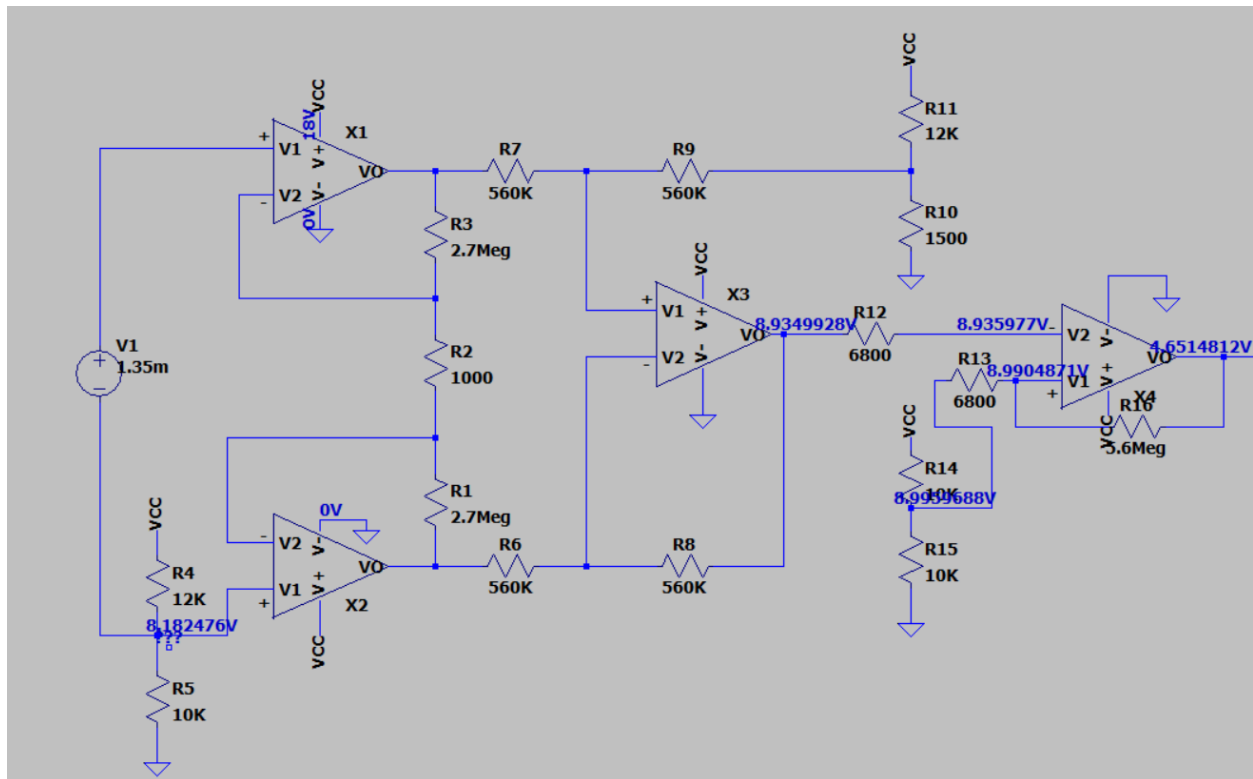 VCC
R11
12K
VCC
18V
X1
+
V1
V+
VO
V2
V-
-
0V
R7
560K
R9
560K
R10
1500
R3
2.7Meg
VCC
X3
+
V1
V+
VO
V2
V-
-
8.9349928V
R12
6800
8.935977V
-
V2
V-
VO
4.6514812V
R13
6800
8.9904871V
V1
V+
+
X4
VCC
R16
5.6Meg
V1
1.35m
R2
1000
VCC
R14
10K
8.9959688V
R15
10K
R1
2.7Meg
0V
-
V2
V-
VO
V1
V+
+
X2
VCC
R6
560K
R8
560K
VCC
R4
12K
8.182476V
???
R5
10K